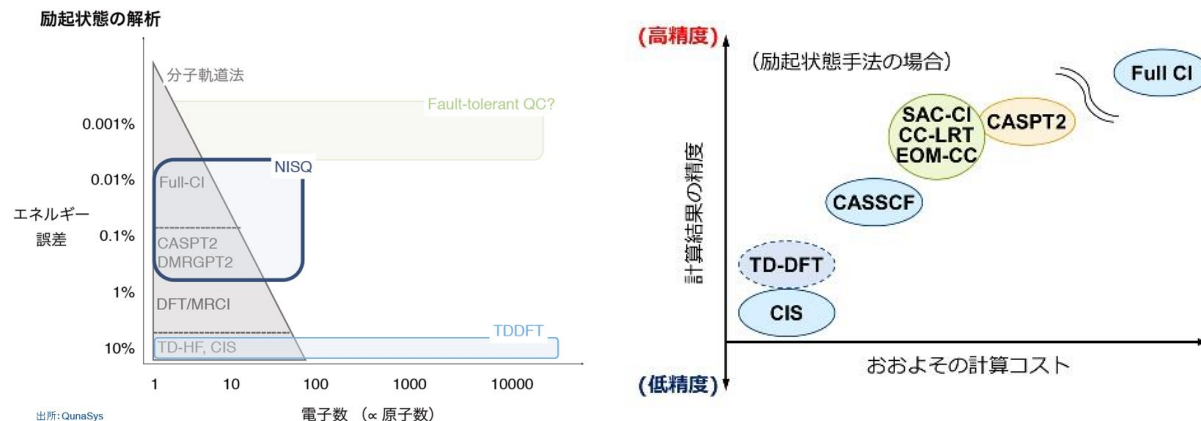 励起状態の解析
分子軌道法
Fault-tolerant QC?
0.001%
NISQ
0.01%
Full-CI
エネルギー
誤差
0.1%
CASPT2
DMRGPT2
1%
DFT/MRCI
TDDFT
10%
TD-HF, CIS
1
10
100
1000
10000
出所: QunaSys
電子数 (∝ 原子数)
(高精度)
(励起状態手法の場合)
Full CI
SAC-CI
CC-LRT
EOM-CC
CASPT2
計算結果の精度
CASSCF
TD-DFT
CIS
おおよその計算コスト
(低精度)